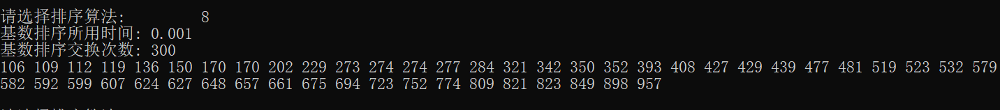 请选择排序算法:         8
基数排序所用时间: 0.001
基数排序交换次数: 300
106 109 112 119 136 150 170 170 202 229 273 274 274 277 284 321 342 350 352 393 408 427 429 439 477 481 519 523 532 579
582 592 599 607 624 627 648 657 661 675 694 723 752 774 809 821 823 849 898 957